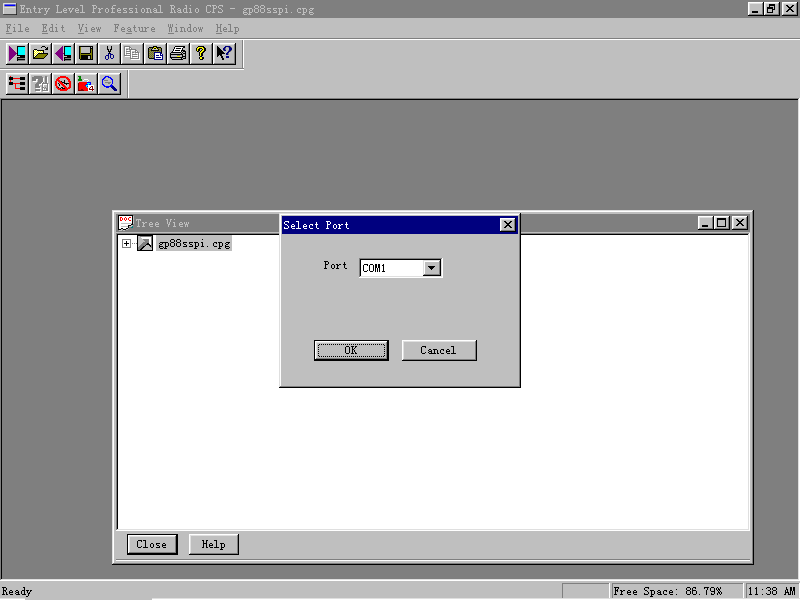 Entry Level Professional Radio CPS - gp88sspi.cpg
File Edit View Feature Window Help
Tree View
gp88sspi.cpg
Select Port
Port COM1
OK Cancel
Close Help
Ready Free Space: 86.79% 11:38 AM